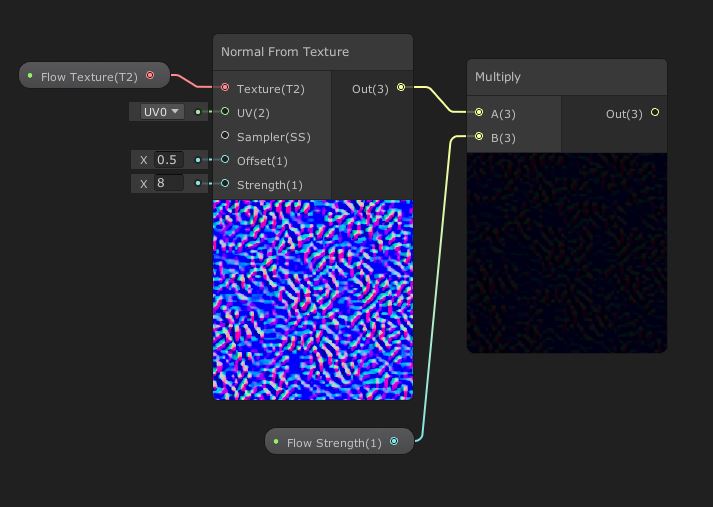 Normal From Texture
Flow Texture(T2)
Texture(T2)
Out(3)
UV0
UV(2)
Sampler(SS)
X 0.5
Offset(1)
X 8
Strength(1)
Multiply
A(3)
Out(3)
B(3)
Flow Strength(1)